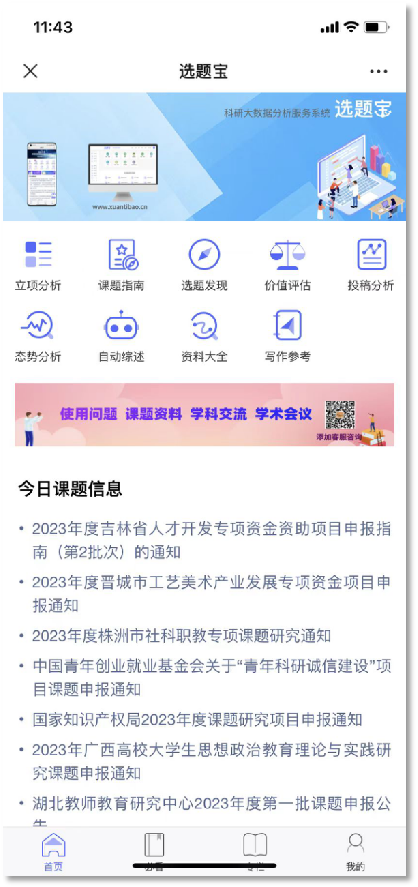 11:43
选题宝
科研大数据分析服务系统 选题宝
www.xuantibao.cn
立项分析 课题指南 选题发现 价值评估 投稿分析
态势分析 自动综述 资料大全 写作参考
使用问题 课题资料 学科交流 学术会议
添加客服咨询
今日课题信息
• 2023年度吉林省人才开发专项资金资助项目申报指
南（第2批次）的通知
• 2023年度晋城市工艺美术产业发展专项资金项目申
报通知
• 2023年度株洲市社科职教专项课题研究通知
• 中国青年创业就业基金会关于“青年科研诚信建设”项
目课题申报通知
• 国家知识产权局2023年度课题研究项目申报通知
• 2023年广西高校大学生思想政治教育理论与实践研
究课题申报通知
• 湖北教师教育研究中心2023年度第一批课题申报公
告
首页 我的